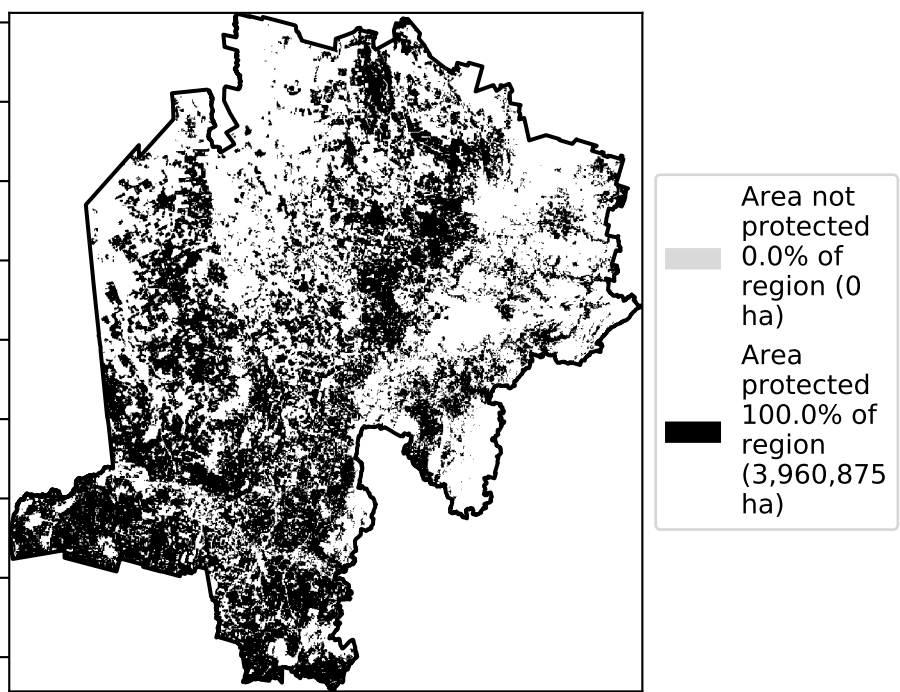 Area not
protected
0.0% of
region (0
ha)
Area
protected
100.0% of
region
(3,960,875
ha)